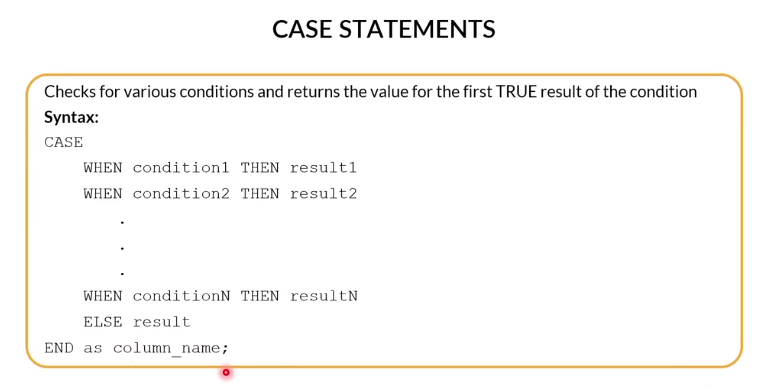 CASE STATEMENTS
Checks for various conditions and returns the value for the first TRUE result of the condition
Syntax:
CASE
WHEN condition1 THEN result1
WHEN condition2 THEN result2
.
.
.
WHEN conditionN THEN resultN
ELSE result
END as column_name;